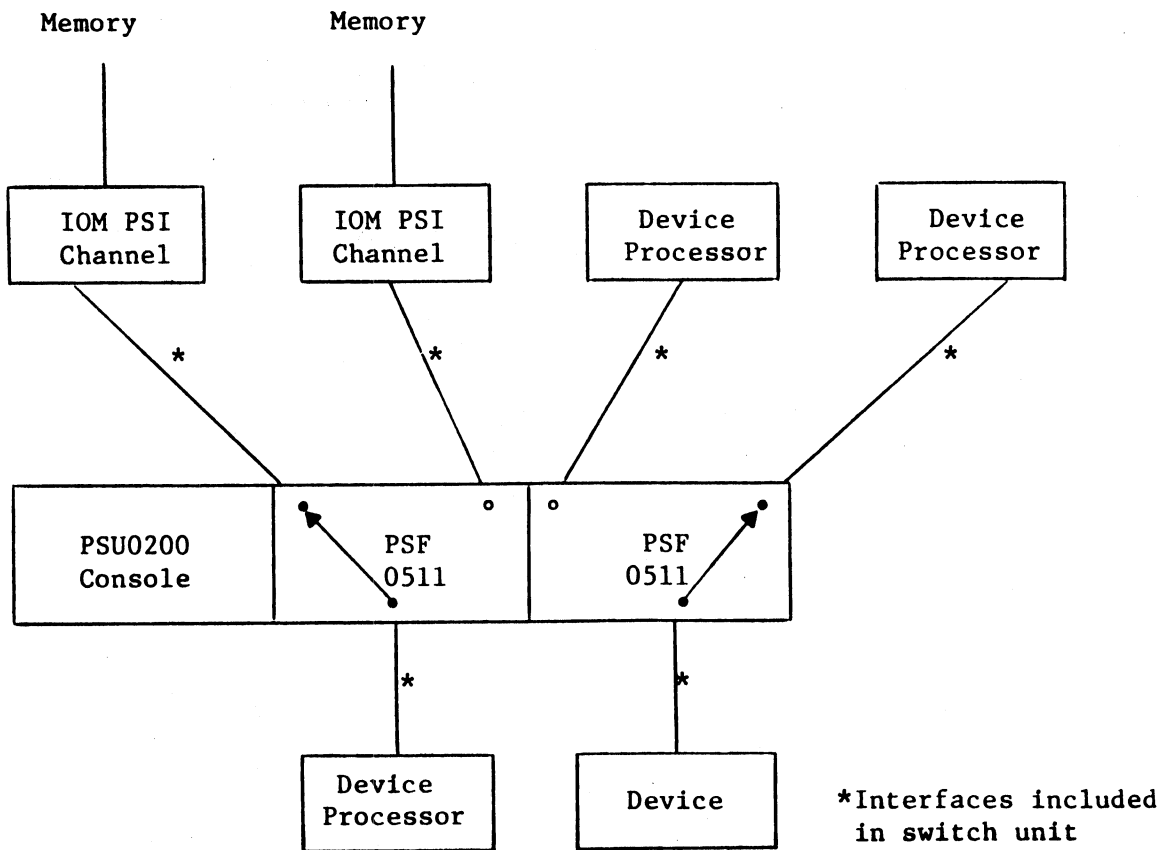 Memory
Memory
IOM PSI
Channel
IOM PSI
Channel
Device
Processor
Device
Processor
*
*
*
*
PSU0200
Console
PSF
0511
PSF
0511
*
*
Device
Processor
Device
*Interfaces included
in switch unit